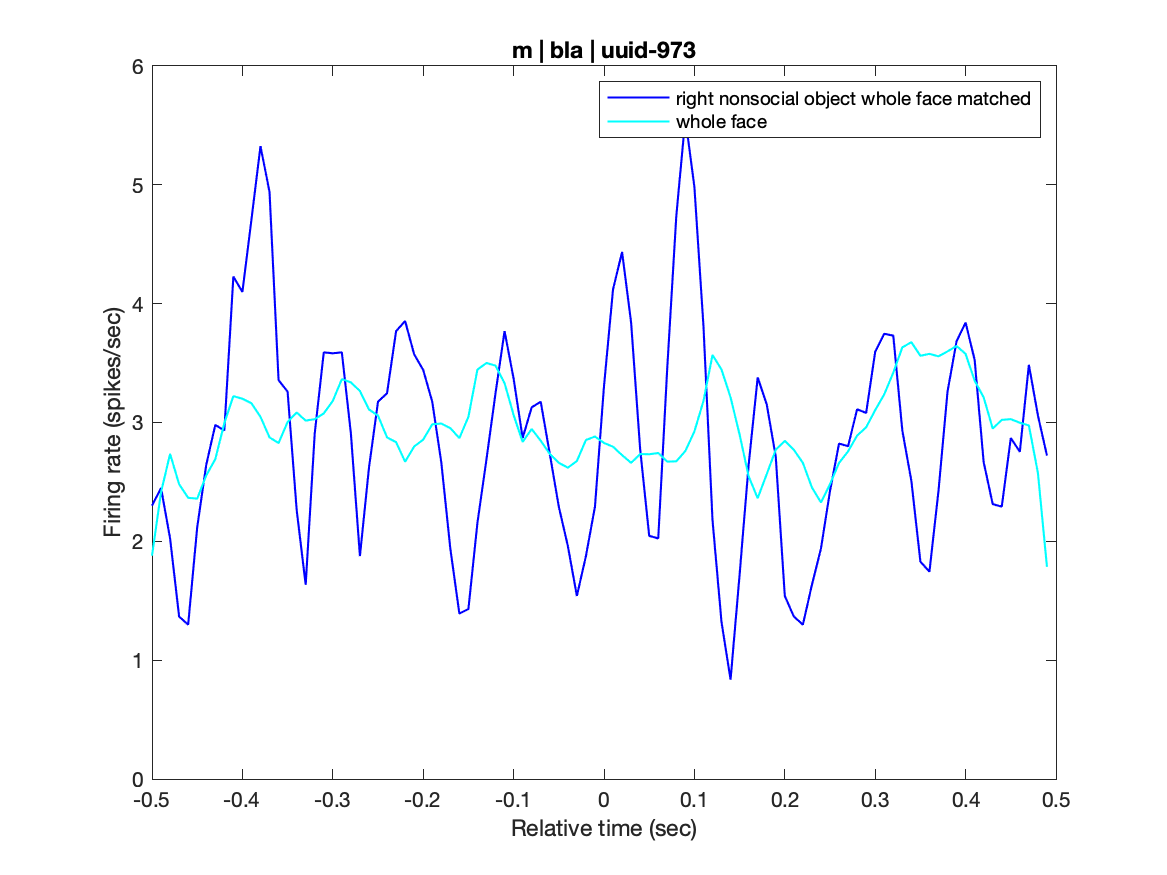 m | bla | uuid-973
right nonsocial object whole face matched
whole face
Firing rate (spikes/sec)
6
5
4
3
2
1
0
-0.5 -0.4 -0.3 -0.2 -0.1 0 0.1 0.2 0.3 0.4 0.5
Relative time (sec)